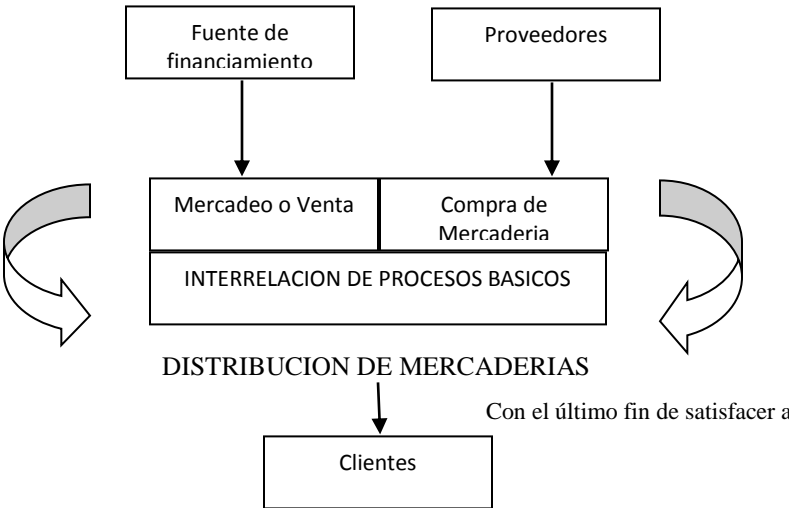 Fuente de
financiamiento
Proveedores
Mercadeo o Venta
Compra de
Mercaderia
INTERRELACION DE PROCESOS BASICOS
DISTRIBUCION DE MERCADERIAS
Con el último fin de satisfacer a
Clientes